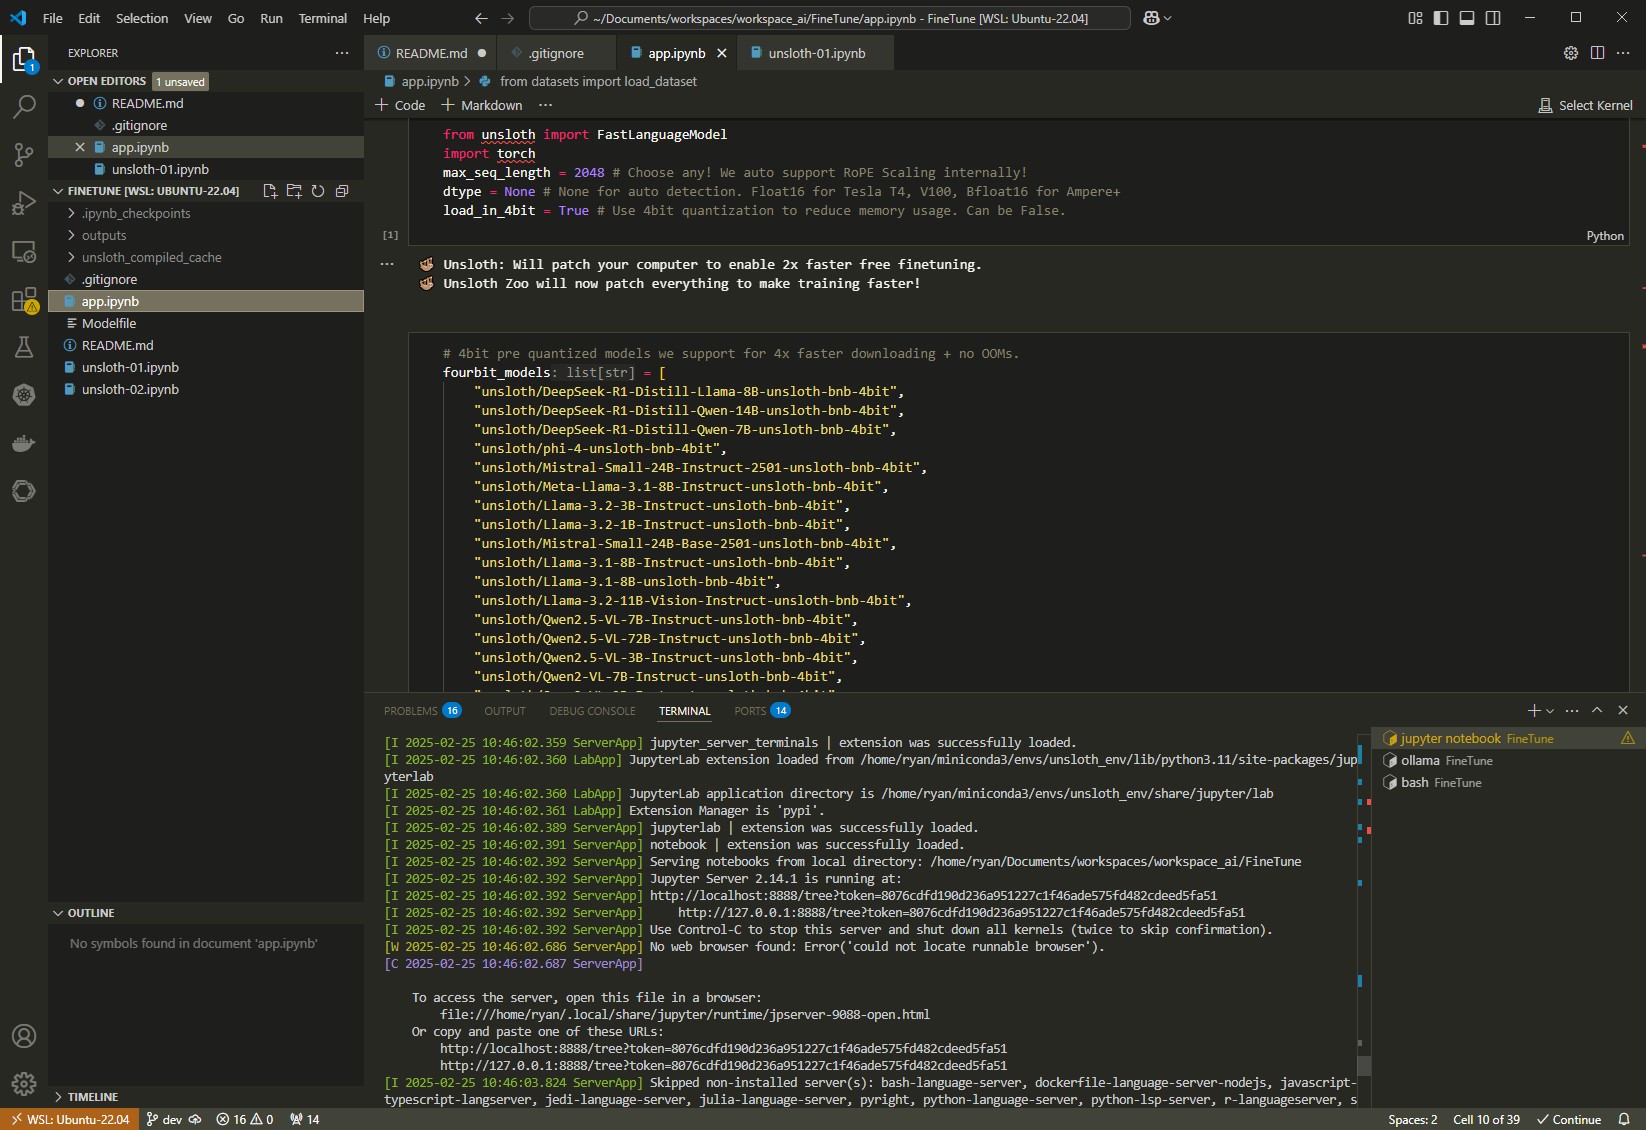 File Edit Selection View Go Run Terminal Help
~/Documents/workspaces/workspace_ai/FineTune/app.ipynb - FineTune [WSL: Ubuntu-22.04]
EXPLORER
OPEN EDITORS 1 unsaved
README.md
.gitignore
app.ipynb
unsloth-01.ipynb
FINETUNE [WSL: UBUNTU-22.04]
.ipynb_checkpoints
outputs
unsloth_compiled_cache
.gitignore
app.ipynb
Modelfile
README.md
unsloth-01.ipynb
unsloth-02.ipynb
OUTLINE
No symbols found in document 'app.ipynb'
TIMELINE
1
README.md .gitignore app.ipynb unsloth-01.ipynb
app.ipynb > from datasets import load_dataset
+ Code + Markdown ...
Select Kernel
from unsloth import FastLanguageModel
import torch
max_seq_length = 2048 # Choose any! We auto support RoPE Scaling internally!
dtype = None # None for auto detection. Float16 for Tesla T4, V100, Bfloat16 for Ampere+
load_in_4bit = True # Use 4bit quantization to reduce memory usage. Can be False.
[1]
Python
🦥 Unsloth: Will patch your computer to enable 2x faster free finetuning.
🦥 Unsloth Zoo will now patch everything to make training faster!
# 4bit pre quantized models we support for 4x faster downloading + no OOMs.
fourbit_models: list[str] = [
"unsloth/DeepSeek-R1-Distill-Llama-8B-unsloth-bnb-4bit",
"unsloth/DeepSeek-R1-Distill-Qwen-14B-unsloth-bnb-4bit",
"unsloth/DeepSeek-R1-Distill-Qwen-7B-unsloth-bnb-4bit",
"unsloth/phi-4-unsloth-bnb-4bit",
"unsloth/Mistral-Small-24B-Instruct-2501-unsloth-bnb-4bit",
"unsloth/Meta-Llama-3.1-8B-Instruct-unsloth-bnb-4bit",
"unsloth/Llama-3.2-3B-Instruct-unsloth-bnb-4bit",
"unsloth/Llama-3.2-1B-Instruct-unsloth-bnb-4bit",
"unsloth/Mistral-Small-24B-Base-2501-unsloth-bnb-4bit",
"unsloth/Llama-3.1-8B-Instruct-unsloth-bnb-4bit",
"unsloth/Llama-3.1-8B-unsloth-bnb-4bit",
"unsloth/Llama-3.2-11B-Vision-Instruct-unsloth-bnb-4bit",
"unsloth/Qwen2.5-VL-7B-Instruct-unsloth-bnb-4bit",
"unsloth/Qwen2.5-VL-72B-Instruct-unsloth-bnb-4bit",
"unsloth/Qwen2.5-VL-3B-Instruct-unsloth-bnb-4bit",
"unsloth/Qwen2-VL-7B-Instruct-unsloth-bnb-4bit",
PROBLEMS 16 OUTPUT DEBUG CONSOLE TERMINAL PORTS 14
[I 2025-02-25 10:46:02.359 ServerApp] jupyter_server_terminals | extension was successfully loaded.
[I 2025-02-25 10:46:02.360 LabApp] JupyterLab extension loaded from /home/ryan/miniconda3/envs/unsloth_env/lib/python3.11/site-packages/jup
yterlab
[I 2025-02-25 10:46:02.360 LabApp] JupyterLab application directory is /home/ryan/miniconda3/envs/unsloth_env/share/jupyter/lab
[I 2025-02-25 10:46:02.361 LabApp] Extension Manager is 'pypi'.
[I 2025-02-25 10:46:02.389 ServerApp] jupyterlab | extension was successfully loaded.
[I 2025-02-25 10:46:02.391 ServerApp] notebook | extension was successfully loaded.
[I 2025-02-25 10:46:02.392 ServerApp] Serving notebooks from local directory: /home/ryan/Documents/workspaces/workspace_ai/FineTune
[I 2025-02-25 10:46:02.392 ServerApp] Jupyter Server 2.14.1 is running at:
[I 2025-02-25 10:46:02.392 ServerApp] http://localhost:8888/tree?token=8076cdfd190d236a951227c1f46ade575fd482cdeed5fa51
[I 2025-02-25 10:46:02.392 ServerApp] http://127.0.0.1:8888/tree?token=8076cdfd190d236a951227c1f46ade575fd482cdeed5fa51
[I 2025-02-25 10:46:02.392 ServerApp] Use Control-C to stop this server and shut down all kernels (twice to skip confirmation).
[W 2025-02-25 10:46:02.686 ServerApp] No web browser found: Error('could not locate runnable browser').
[C 2025-02-25 10:46:02.687 ServerApp]
To access the server, open this file in a browser:
file:///home/ryan/.local/share/jupyter/runtime/jpserver-9088-open.html
Or copy and paste one of these URLs:
http://localhost:8888/tree?token=8076cdfd190d236a951227c1f46ade575fd482cdeed5fa51
http://127.0.0.1:8888/tree?token=8076cdfd190d236a951227c1f46ade575fd482cdeed5fa51
[I 2025-02-25 10:46:03.824 ServerApp] Skipped non-installed server(s): bash-language-server, dockerfile-language-server-nodejs, javascript-
typescript-langserver, jedi-language-server, julia-language-server, pyright, python-language-server, python-lsp-server, r-languageserver, s
jupyter notebook FineTune
ollama FineTune
bash FineTune
WSL: Ubuntu-22.04 dev 16 0 14
Spaces: 2 Cell 10 of 39 Continue